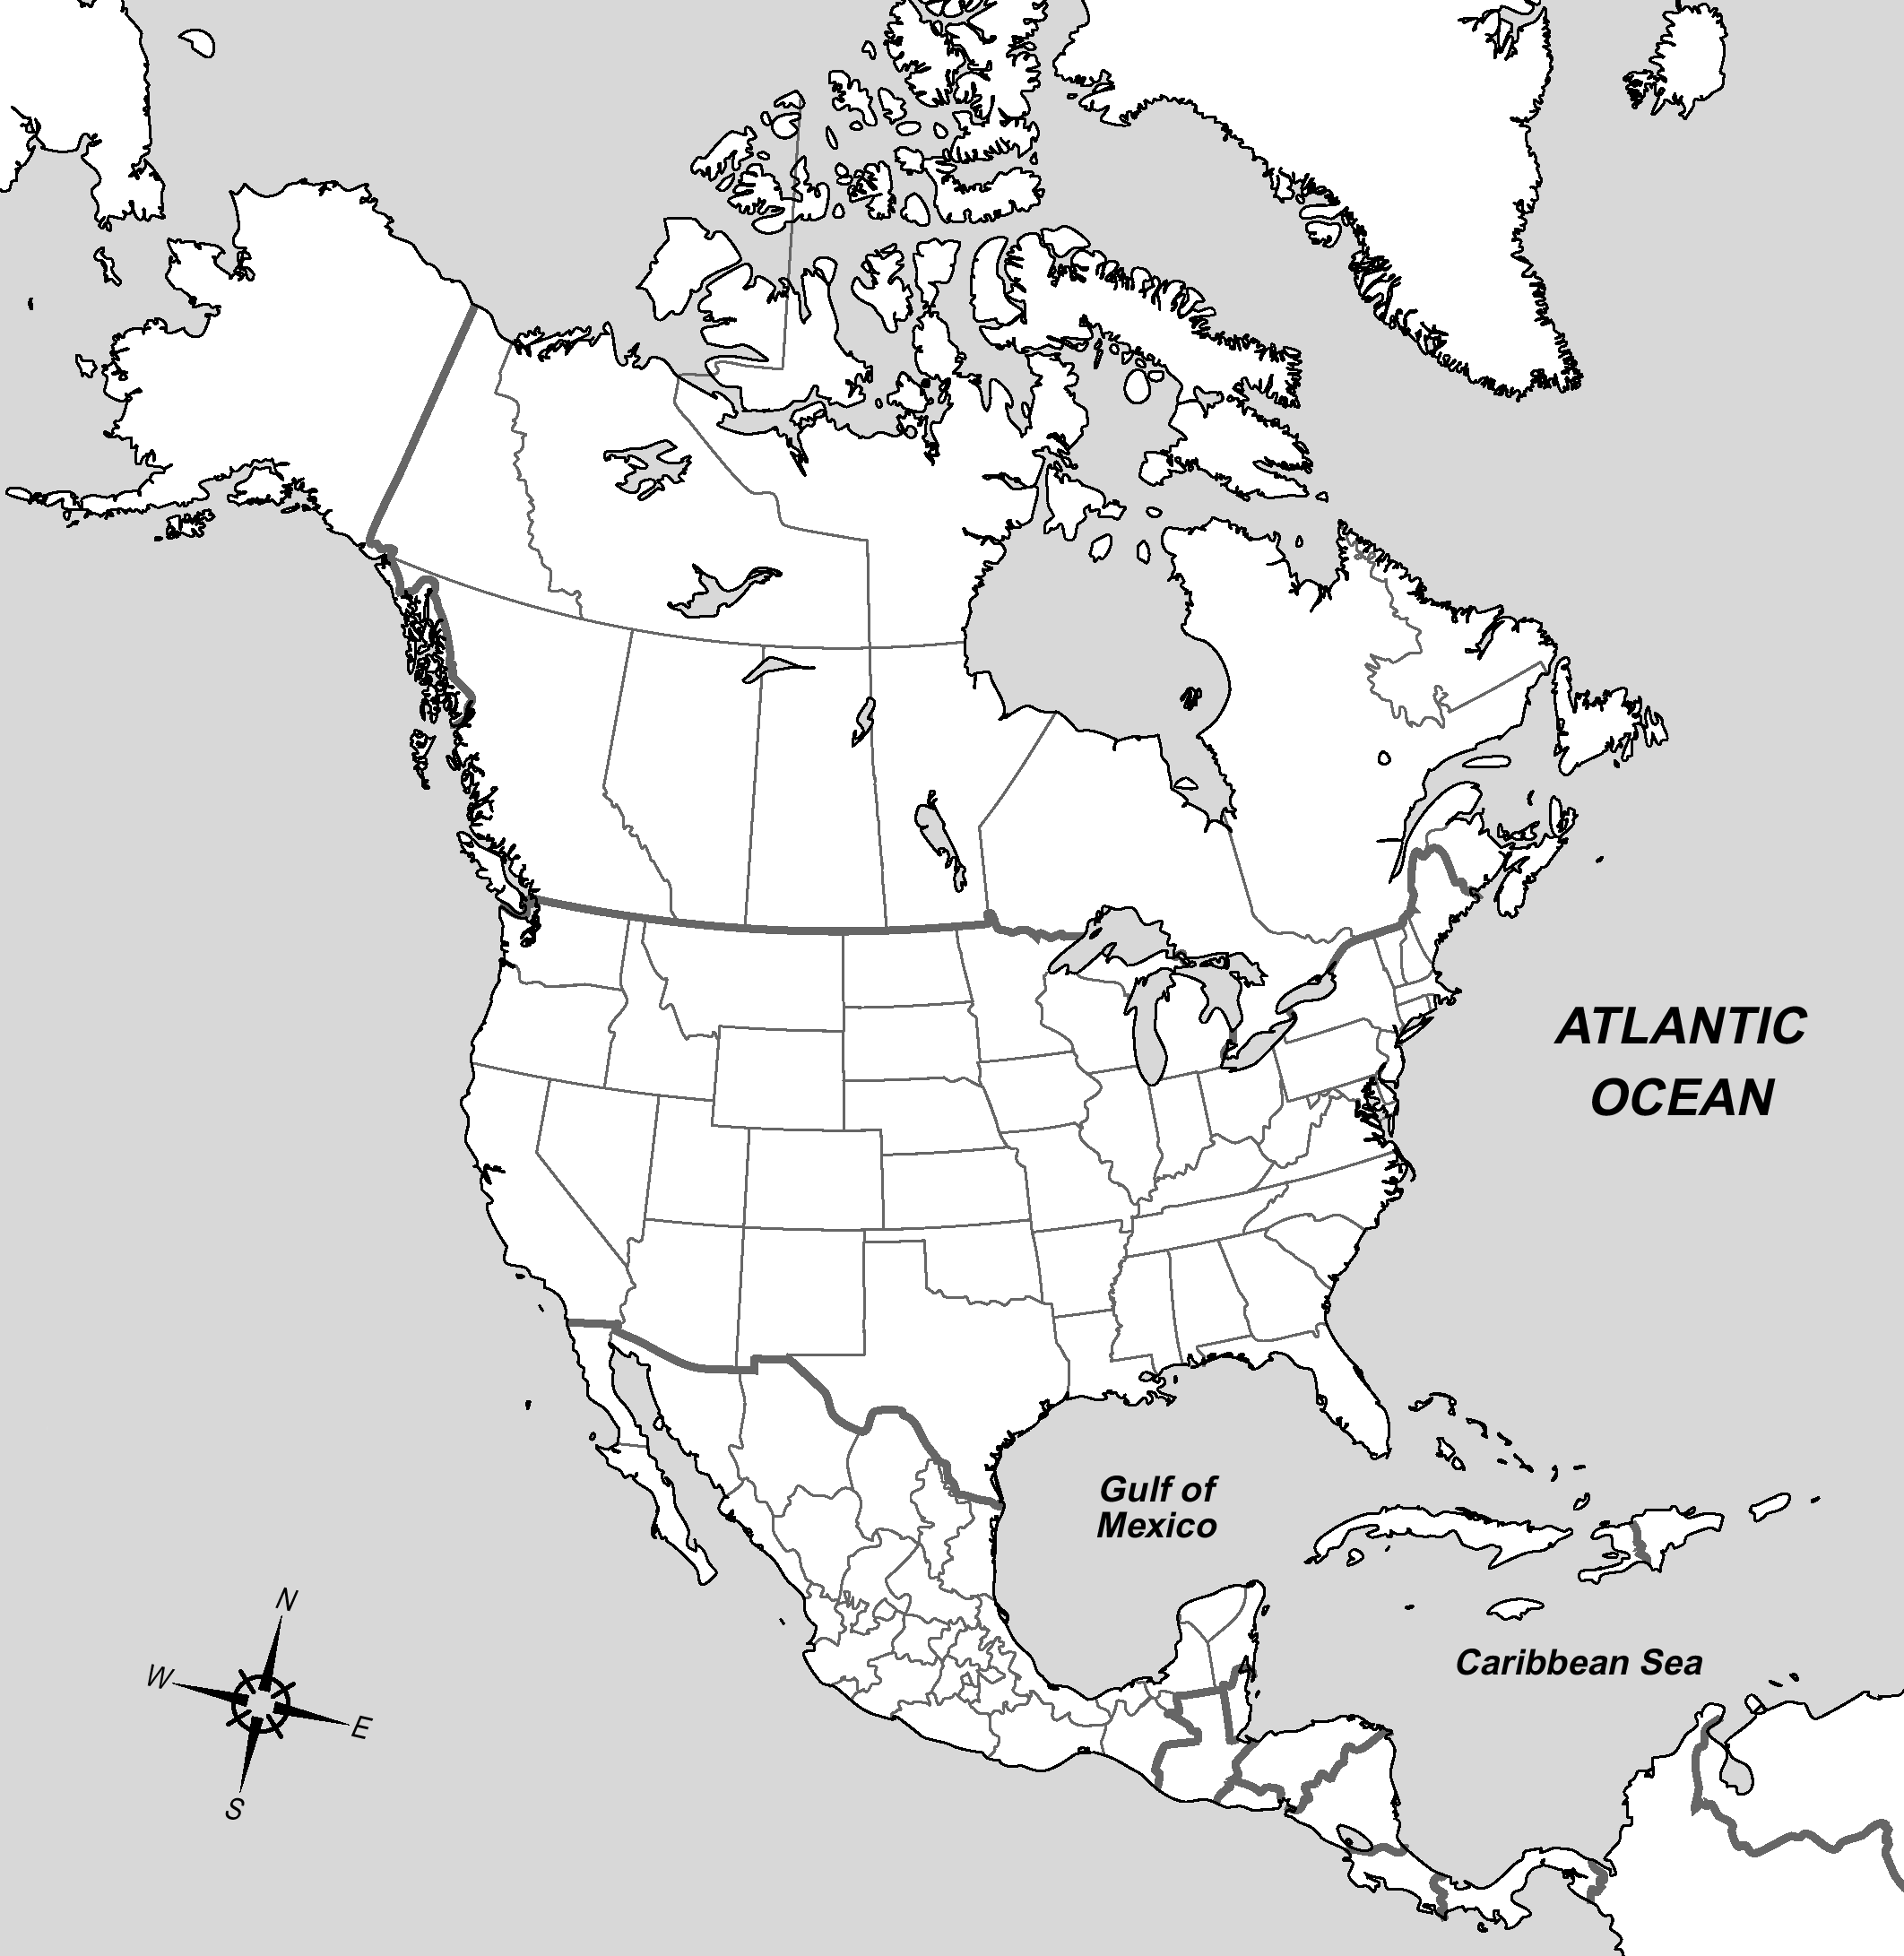 ATLANTIC
OCEAN
Gulf of
Mexico
Caribbean Sea
N
W
E
S